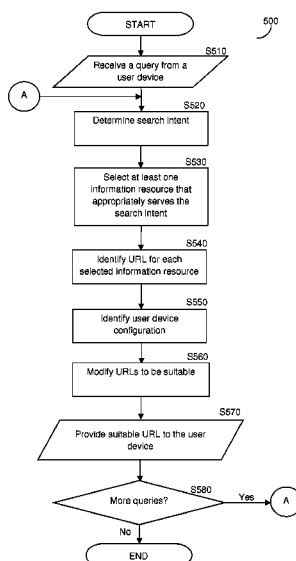 START
500
S510
Receive a query from a
user device
A
S520
Determine search intent
S530
Select at least one
information resource that
appropriately serves the
search intent
S540
Identify URL for each
selected information resource
S550
Identify user device
configuration
S560
Modify URLs to be suitable
S570
Provide suitable URL to the user
device
S580
More queries?
Yes
A
No
END